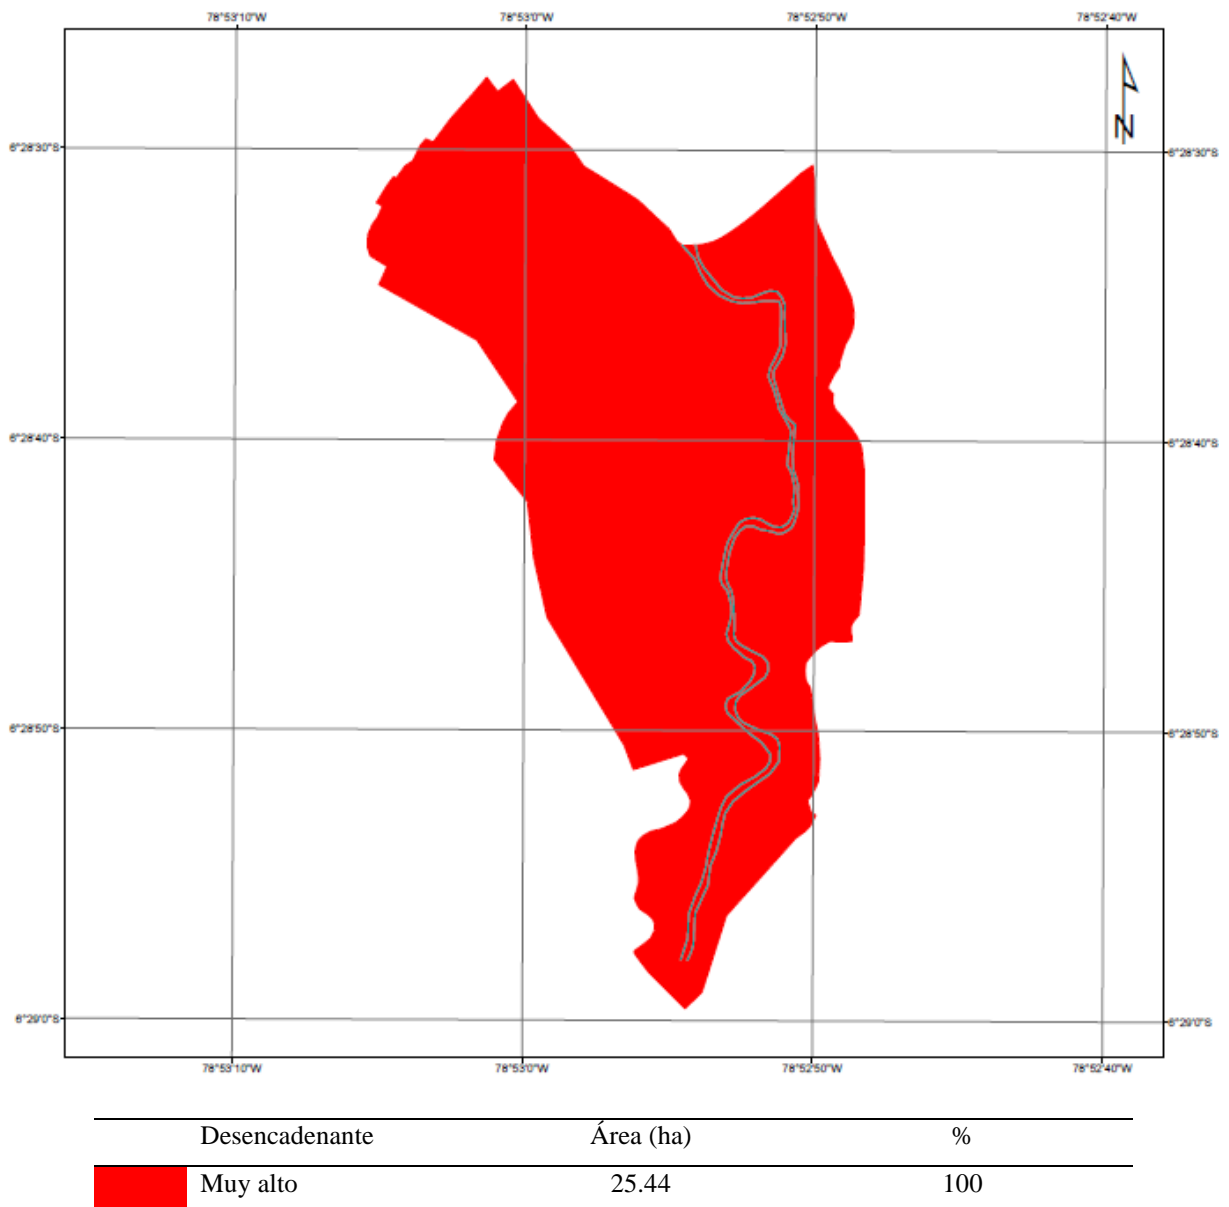 78°53'10"W 78°53'0"W 78°52'50"W 78°52'40"W
N
6°28'30"S 6°28'30"S
6°28'40"S 6°28'40"S
6°28'50"S 6°28'50"S
6°29'0"S 6°29'0"S
78°53'10"W 78°53'0"W 78°52'50"W 78°52'40"W
Desencadenante Área (ha) %
Muy alto 25.44 100